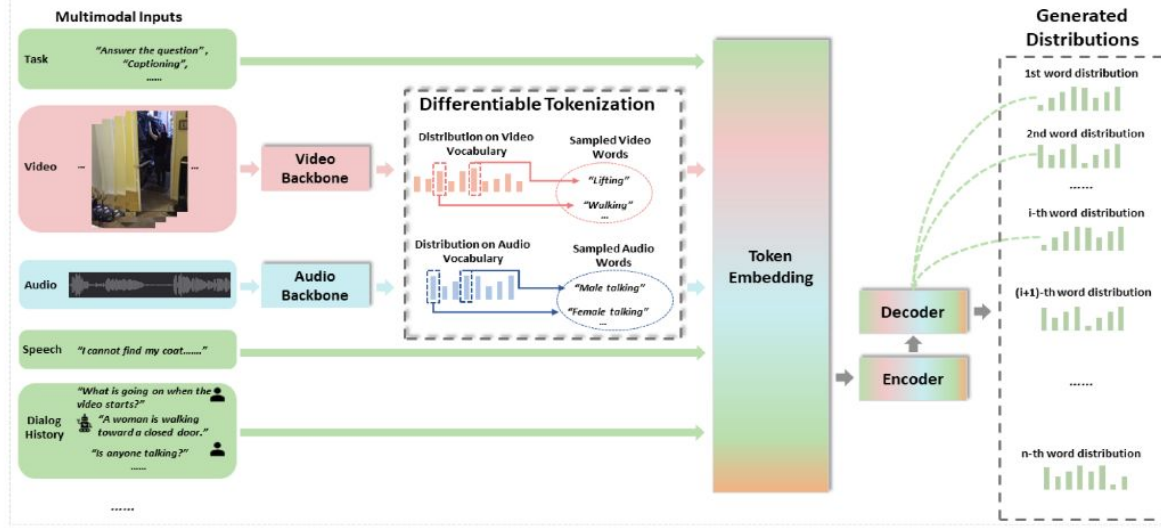 Multimodal Inputs
Task
“Answer the question” ,
“Captioning”,
......
Video
...
...
Audio
Speech
“I cannot find my coat.......”
Dialog
History
“What is going on when the
video starts?”
“A woman is walking
toward a closed door.”
“Is anyone talking?”
......
......
Video
Backbone
Audio
Backbone
Differentiable Tokenization
Distribution on Video
Vocabulary
Sampled Video
Words
“Lifting”
“Walking”
...
Distribution on Audio
Vocabulary
Sampled Audio
Words
“Male talking”
“Female talking”
...
Token
Embedding
Decoder
Encoder
Generated
Distributions
1st word distribution
2nd word distribution
......
i-th word distribution
(i+1)-th word distribution
......
n-th word distribution